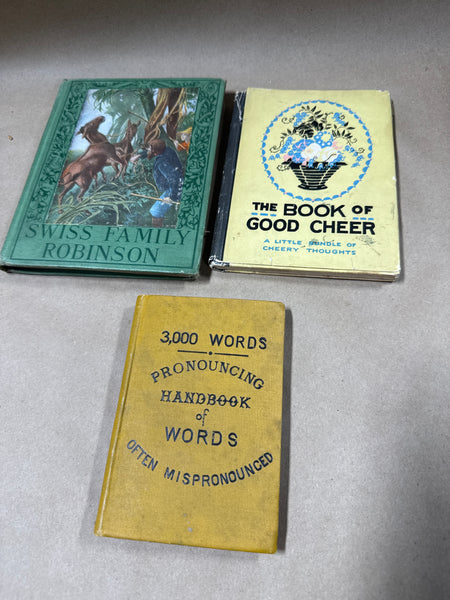 SWISS FAMILY
ROBINSON
THE BOOK OF
GOOD CHEER
A LITTLE BUNDLE OF
CHEERY THOUGHTS
3,000 WORDS
PRONOUNCING
HANDBOOK
of
WORDS
OFTEN MISPRONOUNCED